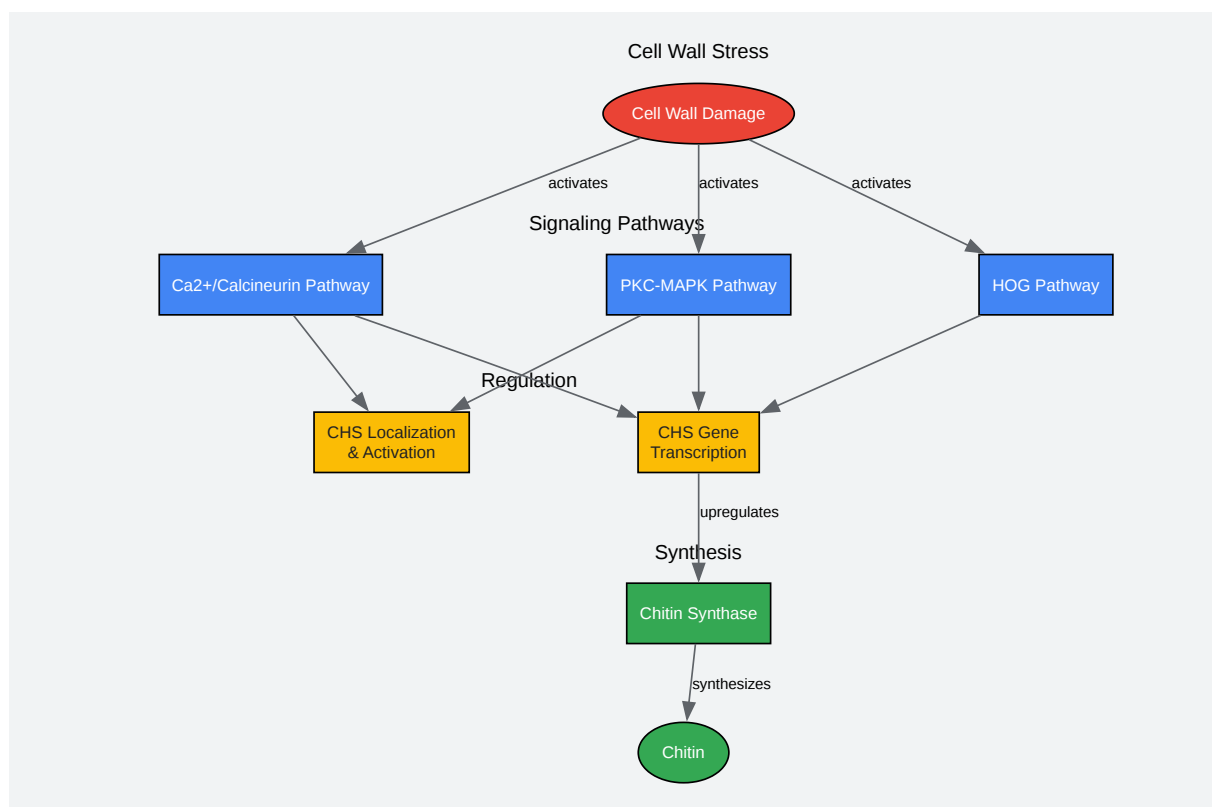 Cell Wall Stress
Cell Wall Damage
activates
activates
activates
Signaling Pathways
Ca2+/Calcineurin Pathway
PKC-MAPK Pathway
HOG Pathway
Regulation
CHS Localization
& Activation
CHS Gene
Transcription
upregulates
Synthesis
Chitin Synthase
synthesizes
Chitin